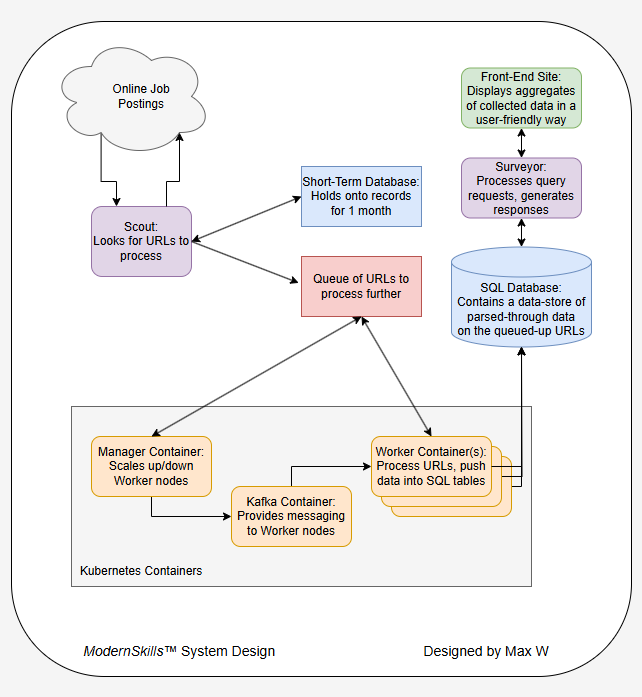 Online Job
Postings
Front-End Site:
Displays aggregates
of collected data in a
user-friendly way
Short-Term Database:
Holds onto records
for 1 month
Surveyor:
Processes query
requests, generates
responses
Scout:
Looks for URLs to
process
Queue of URLs to
process further
SQL Database:
Contains a data-store of
parsed-through data
on the queued-up URLs
Manager Container:
Scales up/down
Worker nodes
Worker Container(s):
Process URLs, push
data into SQL tables
Kafka Container:
Provides messaging
to Worker nodes
Kubernetes Containers
ModernSkills™ System Design
Designed by Max W